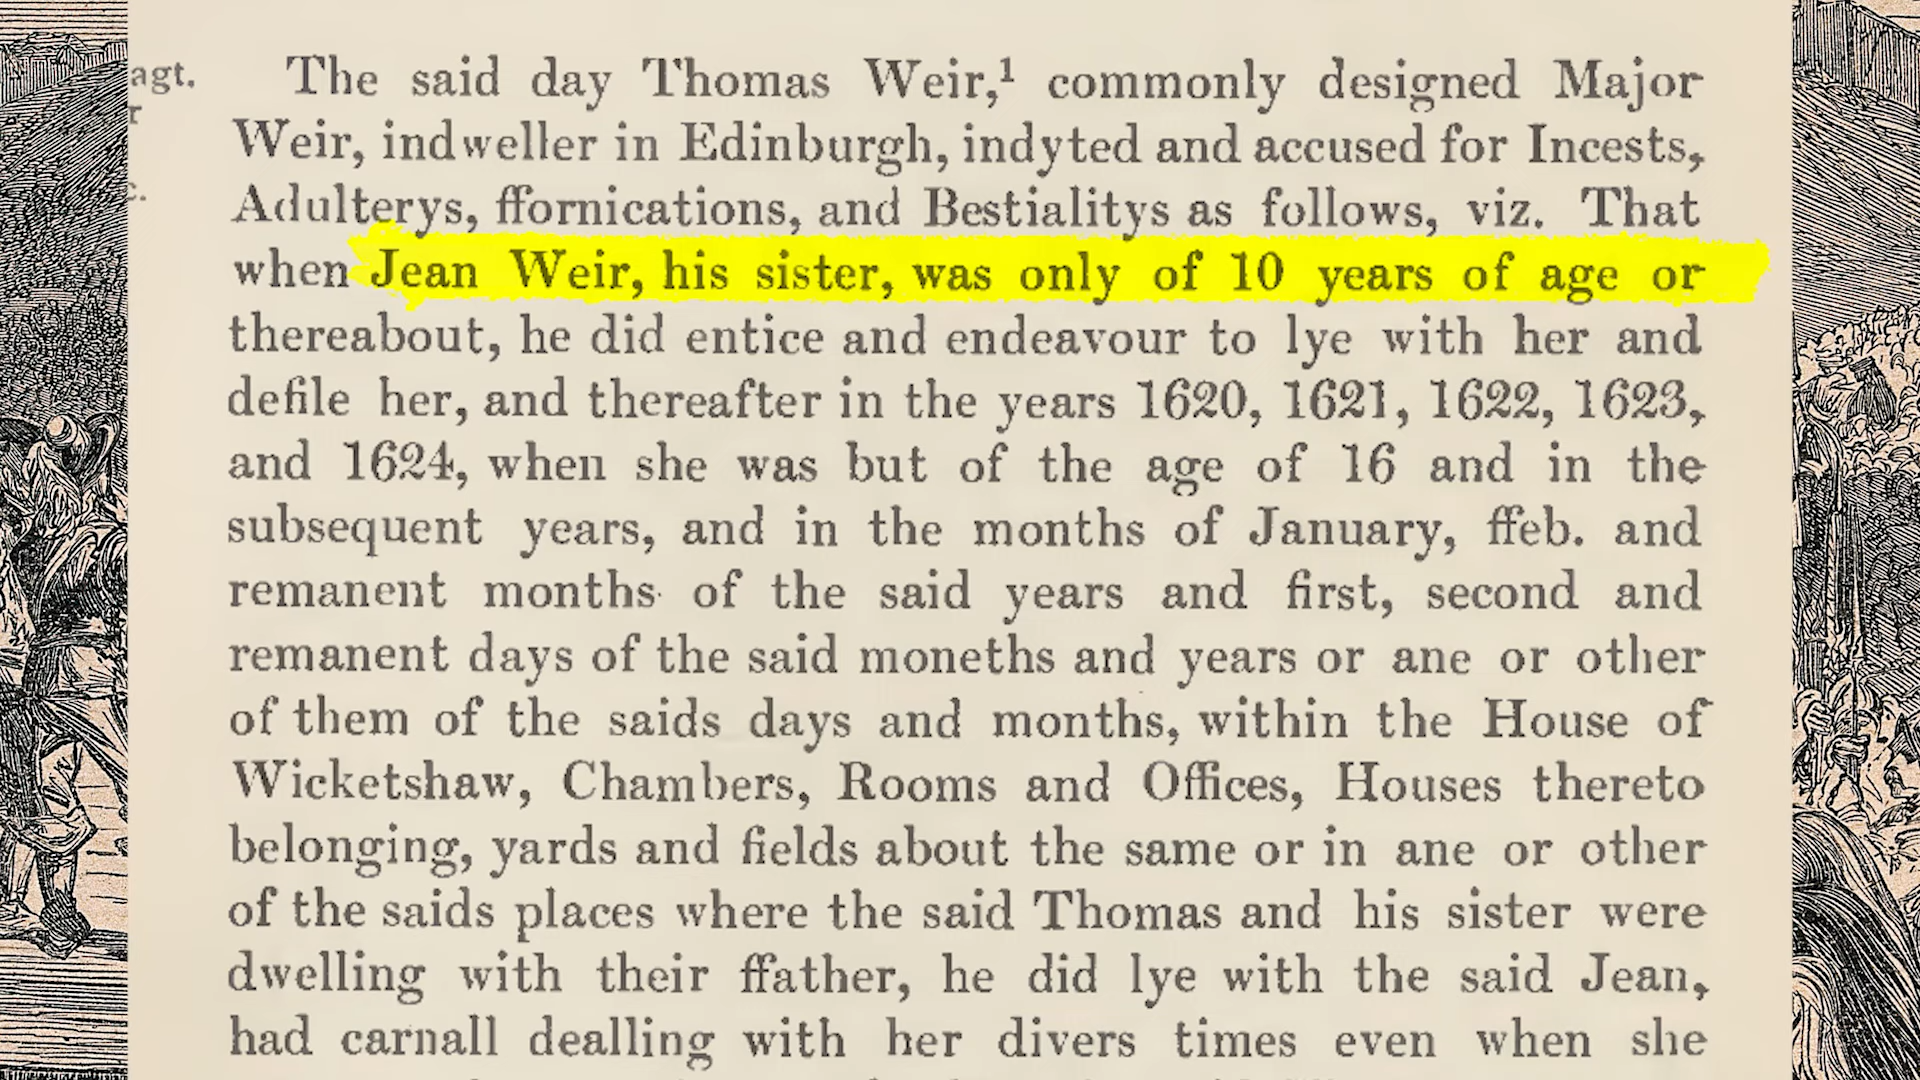 agt.
The said day Thomas Weir,¹ commonly designed Major
Weir, indweller in Edinburgh, indyted and accused for Incests,
Adulterys, ffornications, and Bestialitys as follows, viz. That
when Jean Weir, his sister, was only of 10 years of age or
thereabout, he did entice and endeavour to lye with her and
defile her, and thereafter in the years 1620, 1621, 1622, 1623,
and 1624, when she was but of the age of 16 and in the
subsequent years, and in the months of January, ffeb. and
remanent months of the said years and first, second and
remanent days of the said moneths and years or ane or other
of them of the saids days and months, within the House of
Wicketshaw, Chambers, Rooms and Offices, Houses thereto
belonging, yards and fields about the same or in ane or other
of the saids places where the said Thomas and his sister were
dwelling with their ffather, he did lye with the said Jean,
had carnall dealling with her divers times even when she